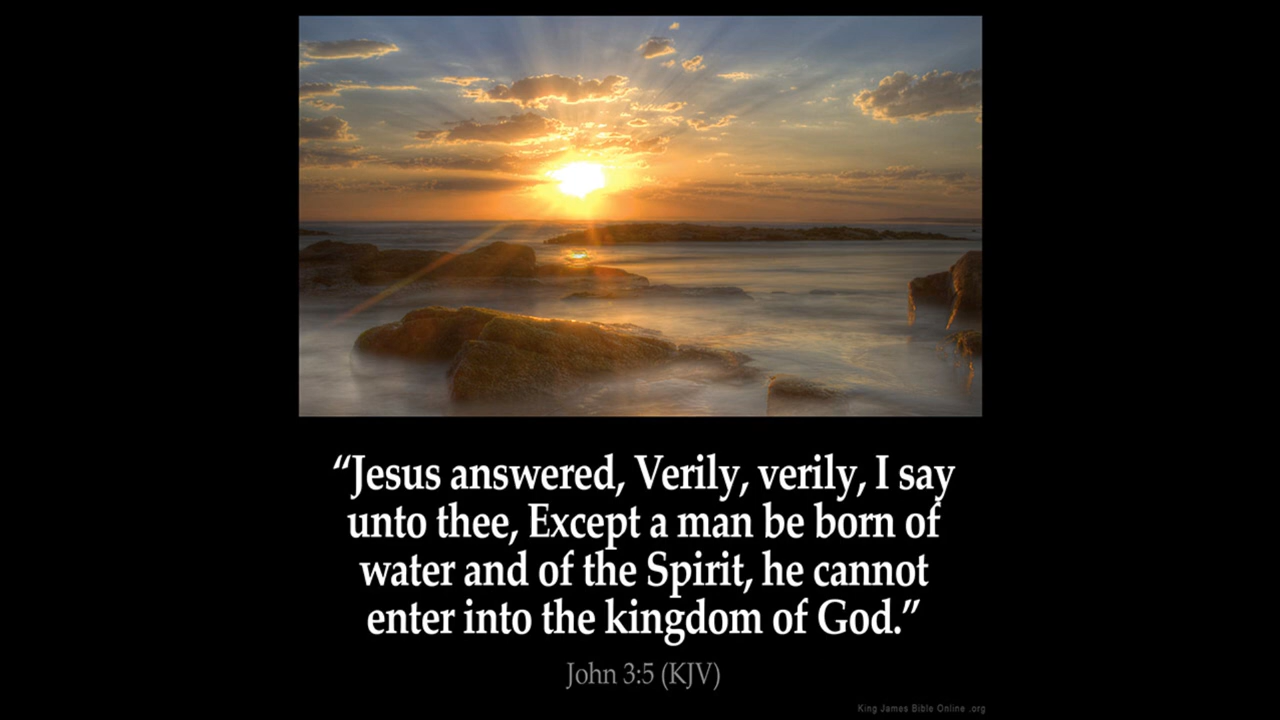 “Jesus answered, Verily, verily, I say
unto thee, Except a man be born of
water and of the Spirit, he cannot
enter into the kingdom of God.”
John 3:5 (KJV)
King James Bible Online .org